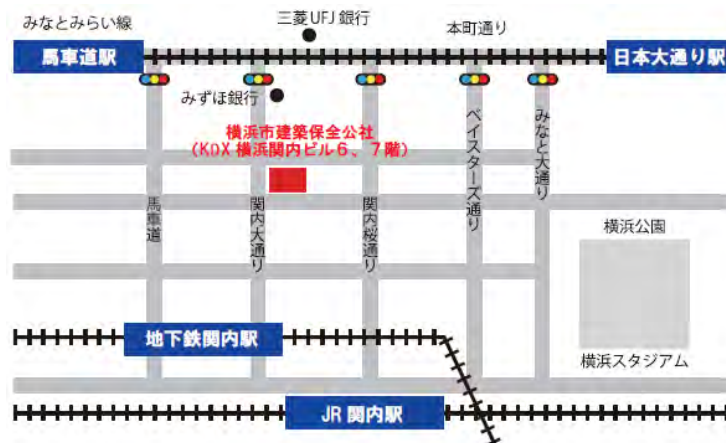 みなとみらい線
三菱UFJ銀行
本町通り
馬車道駅
日本大通り駅
みずほ銀行
横浜市建築保全公社
（KDX 横浜関内ビル６、７階）
馬車道
関内大通り
関内桜通り
ベイスターズ通り
みなと大通り
横浜公園
横浜スタジアム
地下鉄関内駅
JR 関内駅